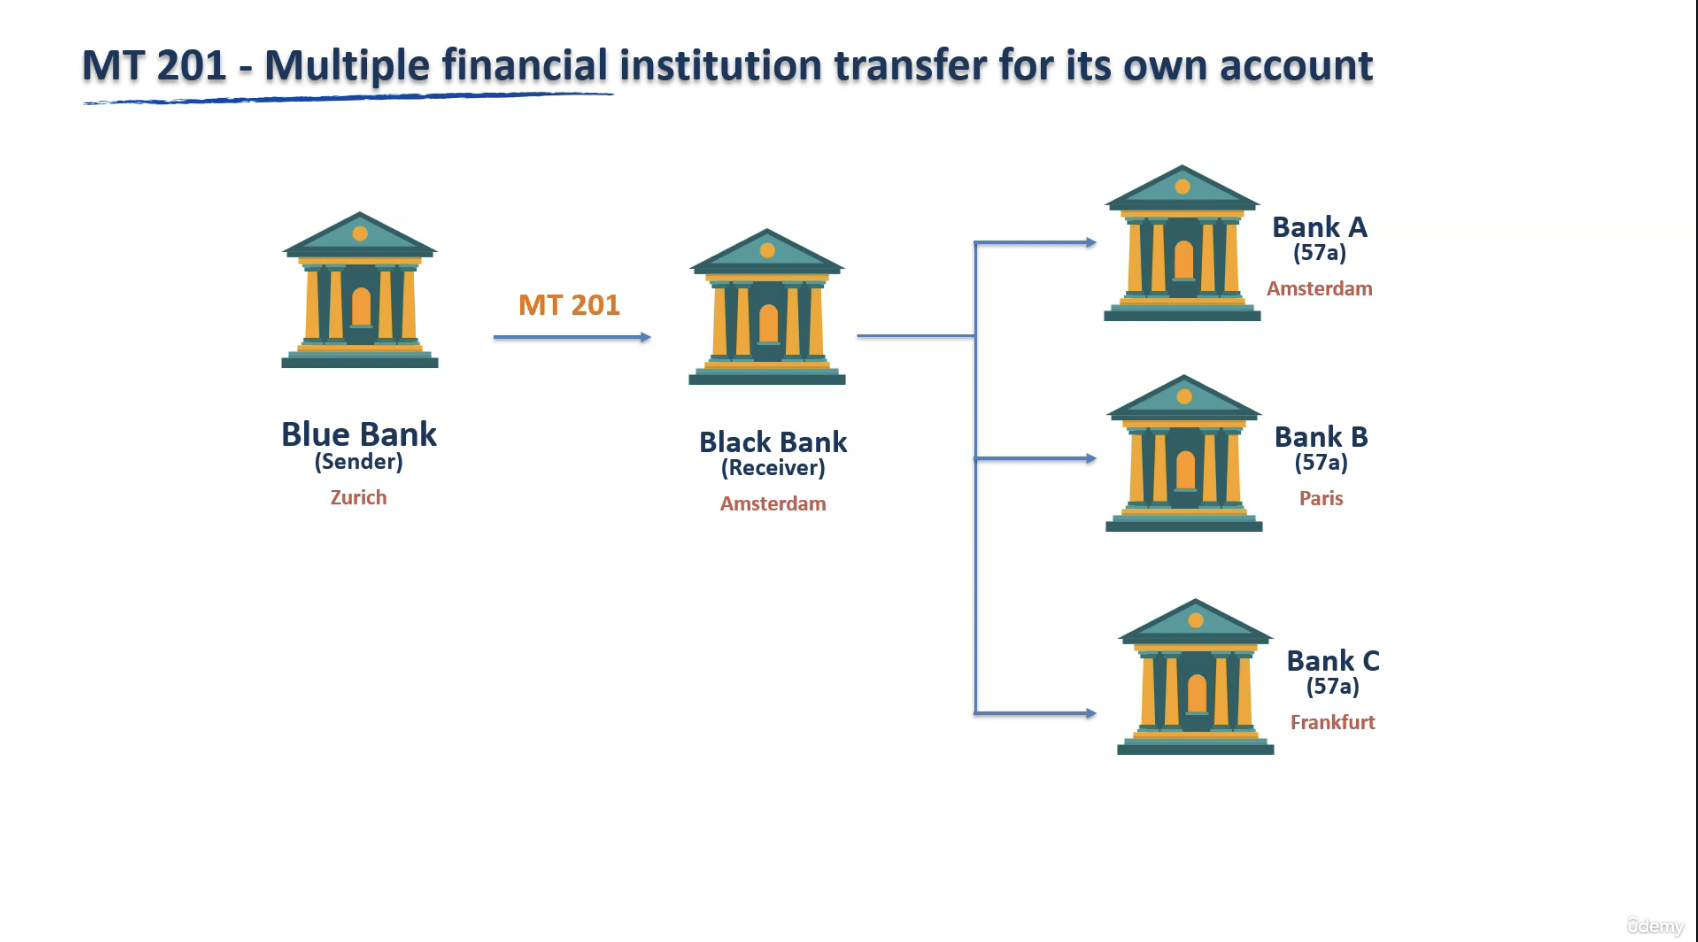 MT 201 - Multiple financial institution transfer for its own account
MT 201
Blue Bank
(Sender)
Zurich
Black Bank
(Receiver)
Amsterdam
Bank A
(57a)
Amsterdam
Bank B
(57a)
Paris
Bank C
(57a)
Frankfurt
ûdemy